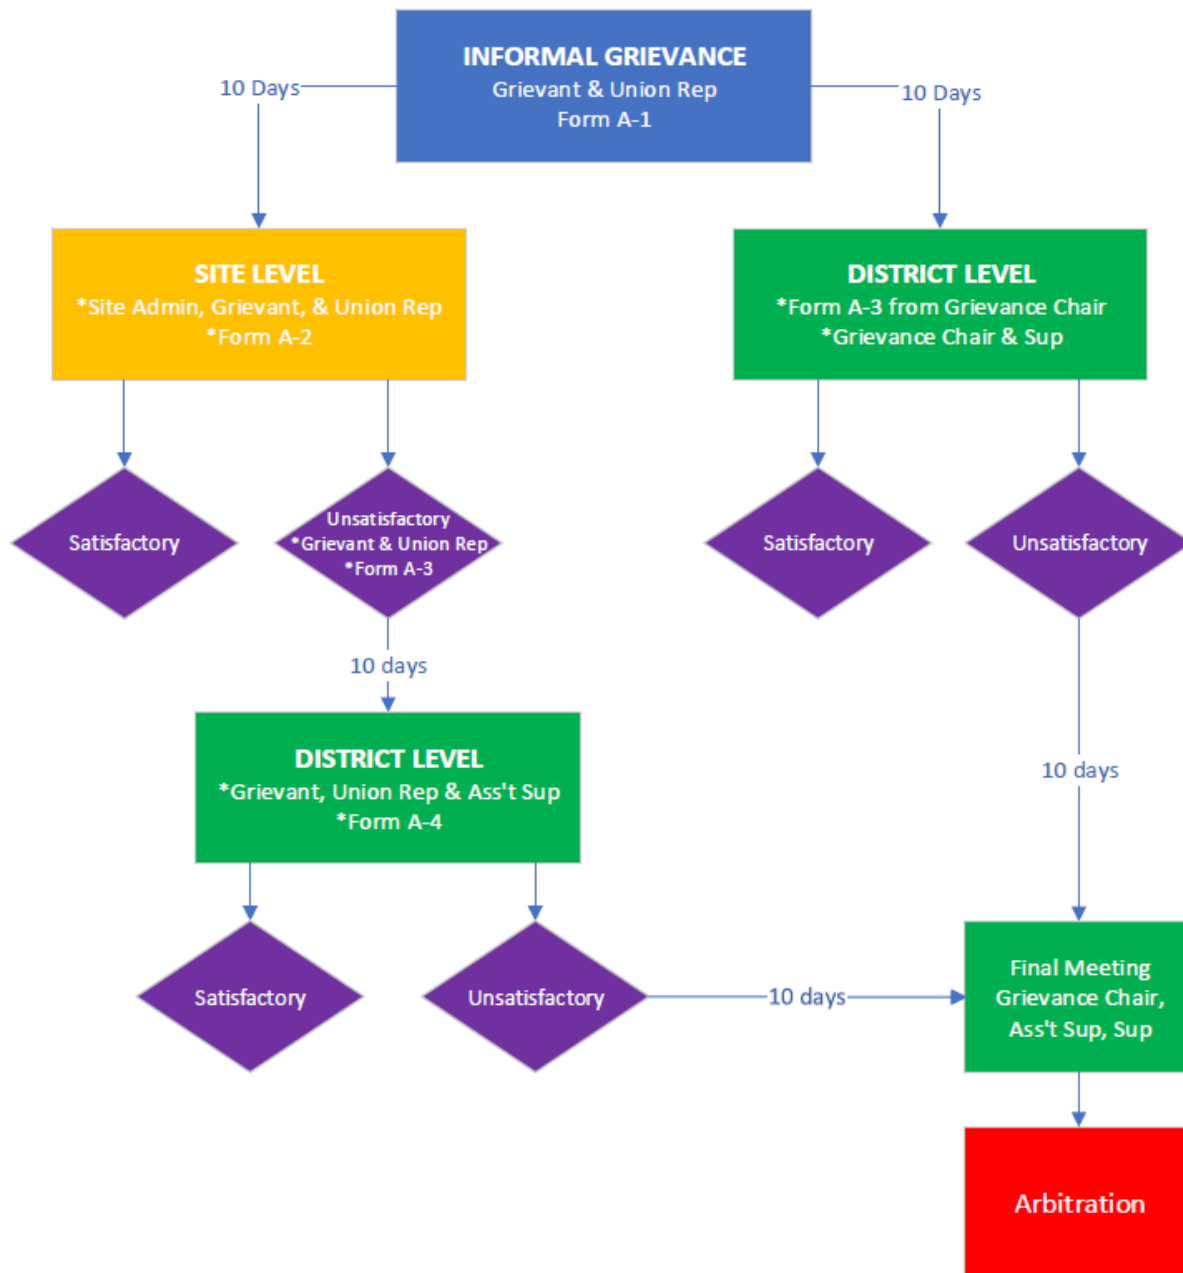 INFORMAL GRIEVANCE
Grievant & Union Rep
Form A-1
10 Days
10 Days
SITE LEVEL
*Site Admin, Grievant, & Union Rep
*Form A-2
DISTRICT LEVEL
*Form A-3 from Grievance Chair
*Grievance Chair & Sup
Satisfactory
Unsatisfactory
*Grievant & Union Rep
*Form A-3
Satisfactory
Unsatisfactory
10 days
DISTRICT LEVEL
*Grievant, Union Rep & Ass't Sup
*Form A-4
10 days
Satisfactory
Unsatisfactory
10 days
Final Meeting
Grievance Chair,
Ass't Sup, Sup
Arbitration